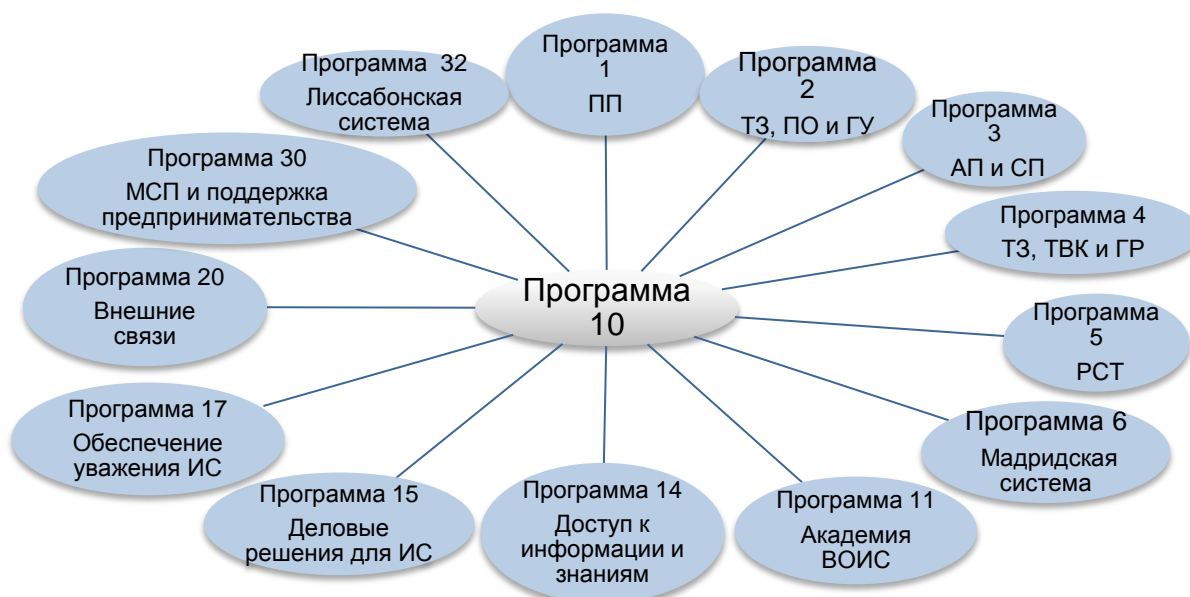 Программа
1
ПП
Программа
2
ТЗ, ПО и ГУ
Программа
3
АП и СП
Программа 4
ТЗ, ТВК и ГР
Программа
5
РСТ
Программа 6
Мадридская
система
Программа 11
Академия
ВОИС
Программа 14
Доступ к
информации и
знаниям
Программа 15
Деловые
решения для ИС
Программа 17
Обеспечение
уважения ИС
Программа 20
Внешние
связи
Программа 30
МСП и поддержка
предпринимательства
Программа 32
Лиссабонская
система
Программа
10